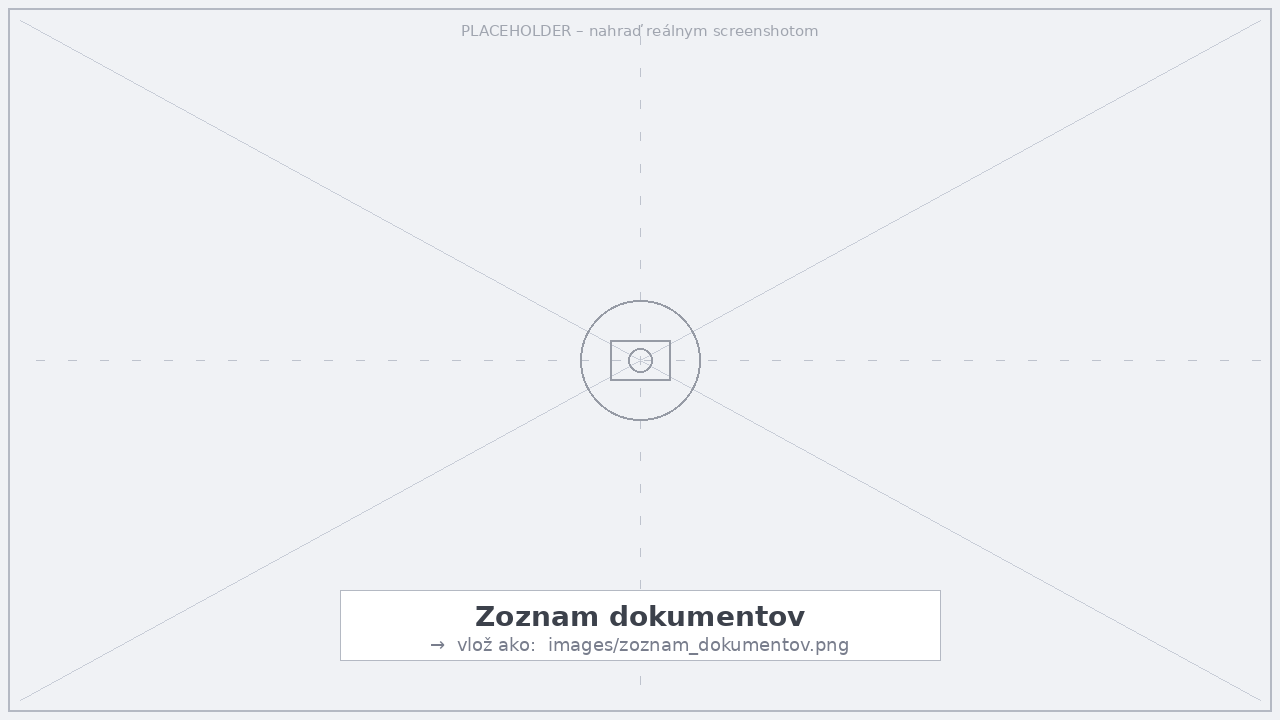 PLACEHOLDER – nahraď reálnym screenshotom
Zoznam dokumentov
→ vlož ako: images/zoznam_dokumentov.png